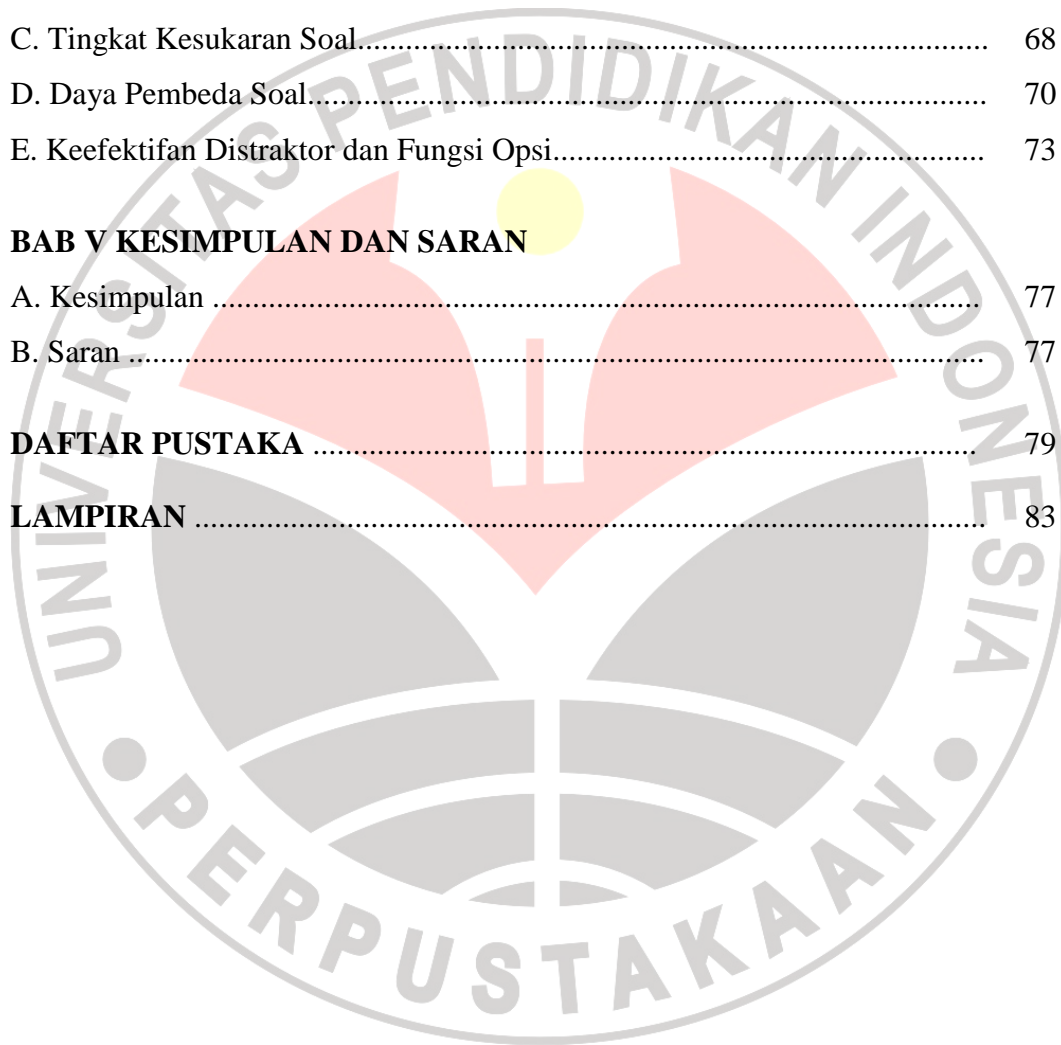 C. Tingkat Kesukaran Soal.............................................................................. 68
D. Daya Pembeda Soal.................................................................................... 70
E. Keefektifan Distraktor dan Fungsi Opsi..................................................... 73
BAB V KESIMPULAN DAN SARAN
A. Kesimpulan ............................................................................................... 77
B. Saran .......................................................................................................... 77
DAFTAR PUSTAKA .................................................................................. 79
LAMPIRAN .................................................................................................. 83
UNIVERSITAS PENDIDIKAN INDONESIA
PERPUSTAKAAN